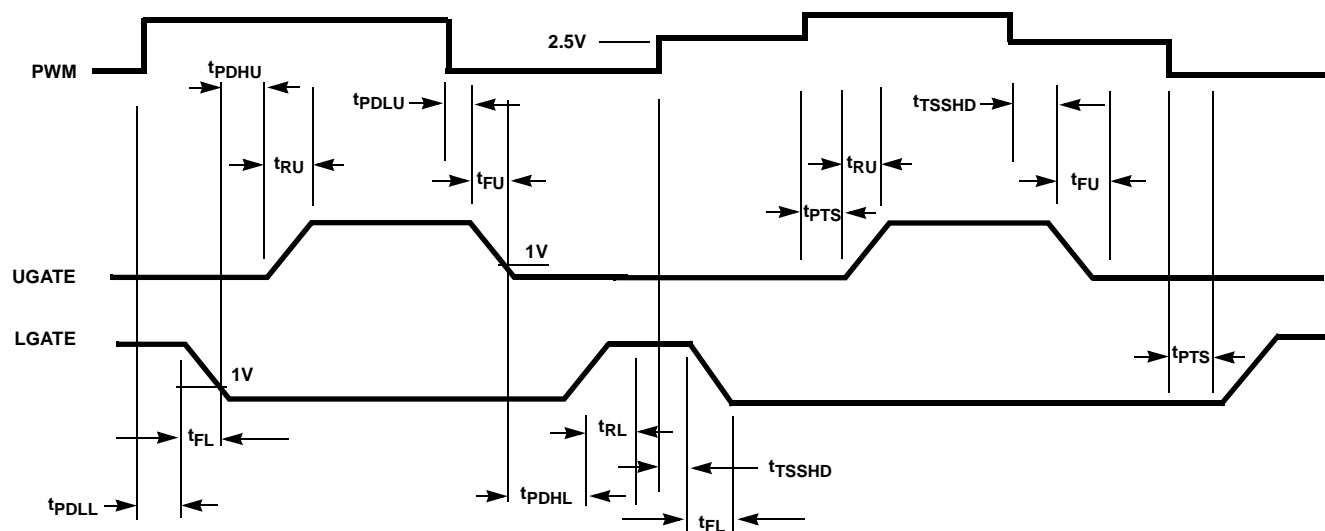 2.5V
PWM
tPDHU
tPDLU
tTSSHD
tRU
tFU
tRU
tFU
tPTS
1V
UGATE
LGATE
tPTS
1V
tRL
tFL
tTSSHD
tPDLL
tPDHL
tFL